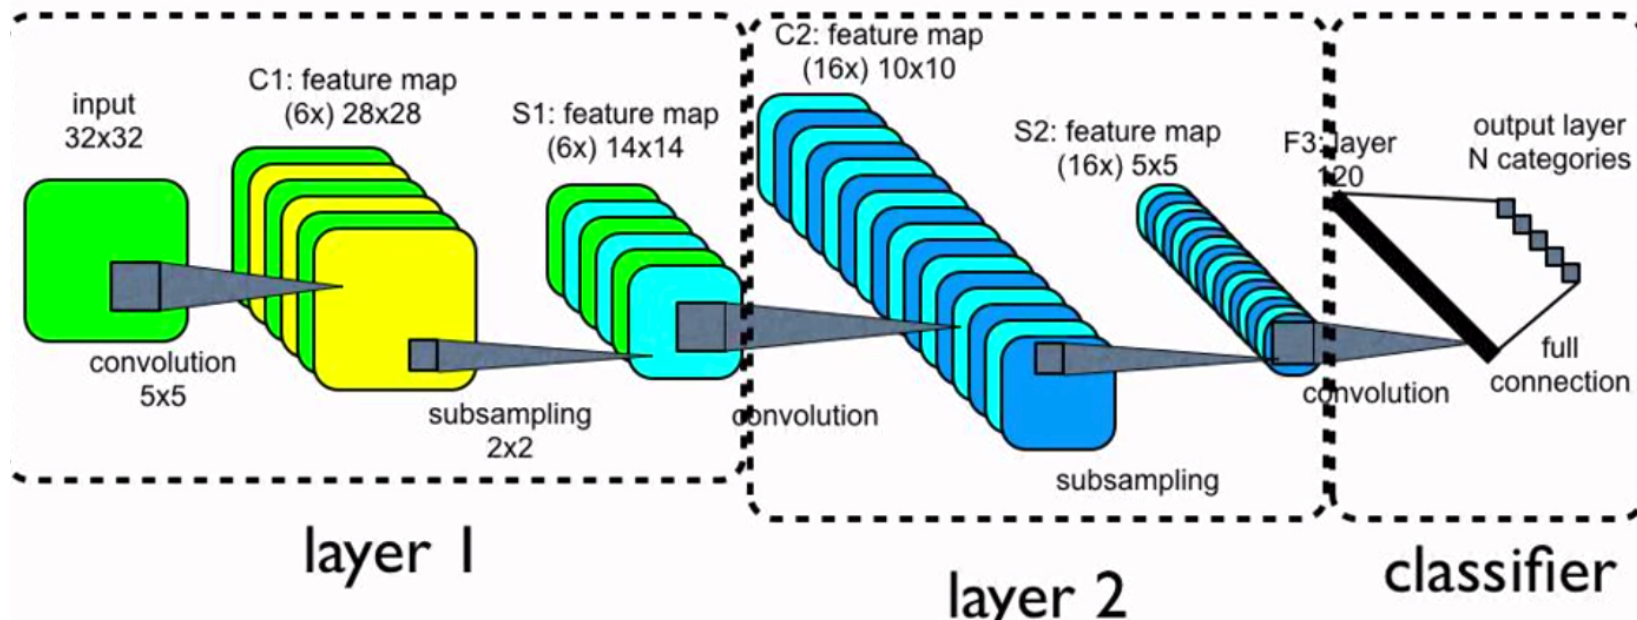 input
32x32
C1: feature map
(6x) 28x28
S1: feature map
(6x) 14x14
C2: feature map
(16x) 10x10
S2: feature map
(16x) 5x5
F3: layer
120
output layer
N categories
convolution
5x5
subsampling
2x2
convolution
subsampling
convolution
full
connection
layer 1
layer 2
classifier